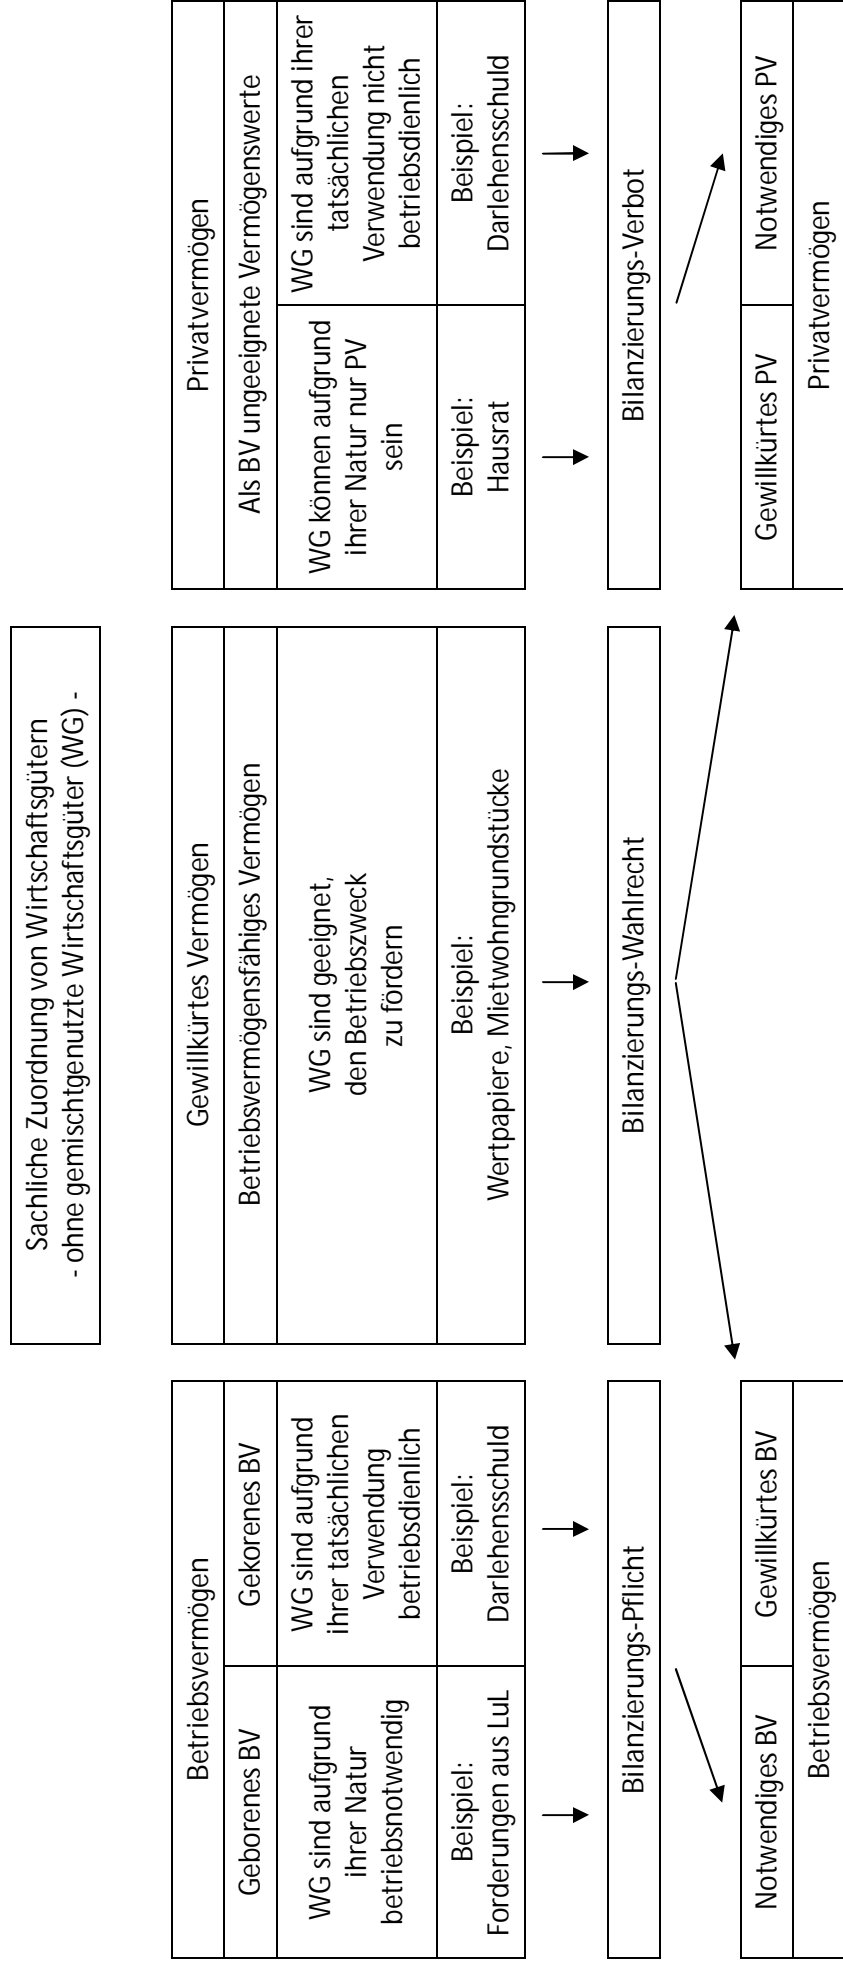 Sachliche Zuordnung von Wirtschaftsgütern
- ohne gemischtgenutzte Wirtschaftsgüter (WG) -
Betriebsvermögen
Geborenes BV
Gekorenes BV
WG sind aufgrund
ihrer Natur
betriebsnotwendig
WG sind aufgrund
ihrer tatsächlichen
Verwendung
betriebsdienlich
Beispiel:
Forderungen aus LuL
Beispiel:
Darlehensschuld
Bilanzierungs-Pflicht
Notwendiges BV
Gewillkürtes BV
Betriebsvermögen
Gewillkürtes Vermögen
Betriebsvermögensfähiges Vermögen
WG sind geeignet,
den Betriebszweck
zu fördern
Beispiel:
Wertpapiere, Mietwohngrundstücke
Bilanzierungs-Wahlrecht
Privatvermögen
Als BV ungeeignete Vermögenswerte
WG können aufgrund
ihrer Natur nur PV
sein
WG sind aufgrund ihrer
tatsächlichen
Verwendung nicht
betriebsdienlich
Beispiel:
Hausrat
Beispiel:
Darlehensschuld
Bilanzierungs-Verbot
Gewillkürtes PV
Notwendiges PV
Privatvermögen